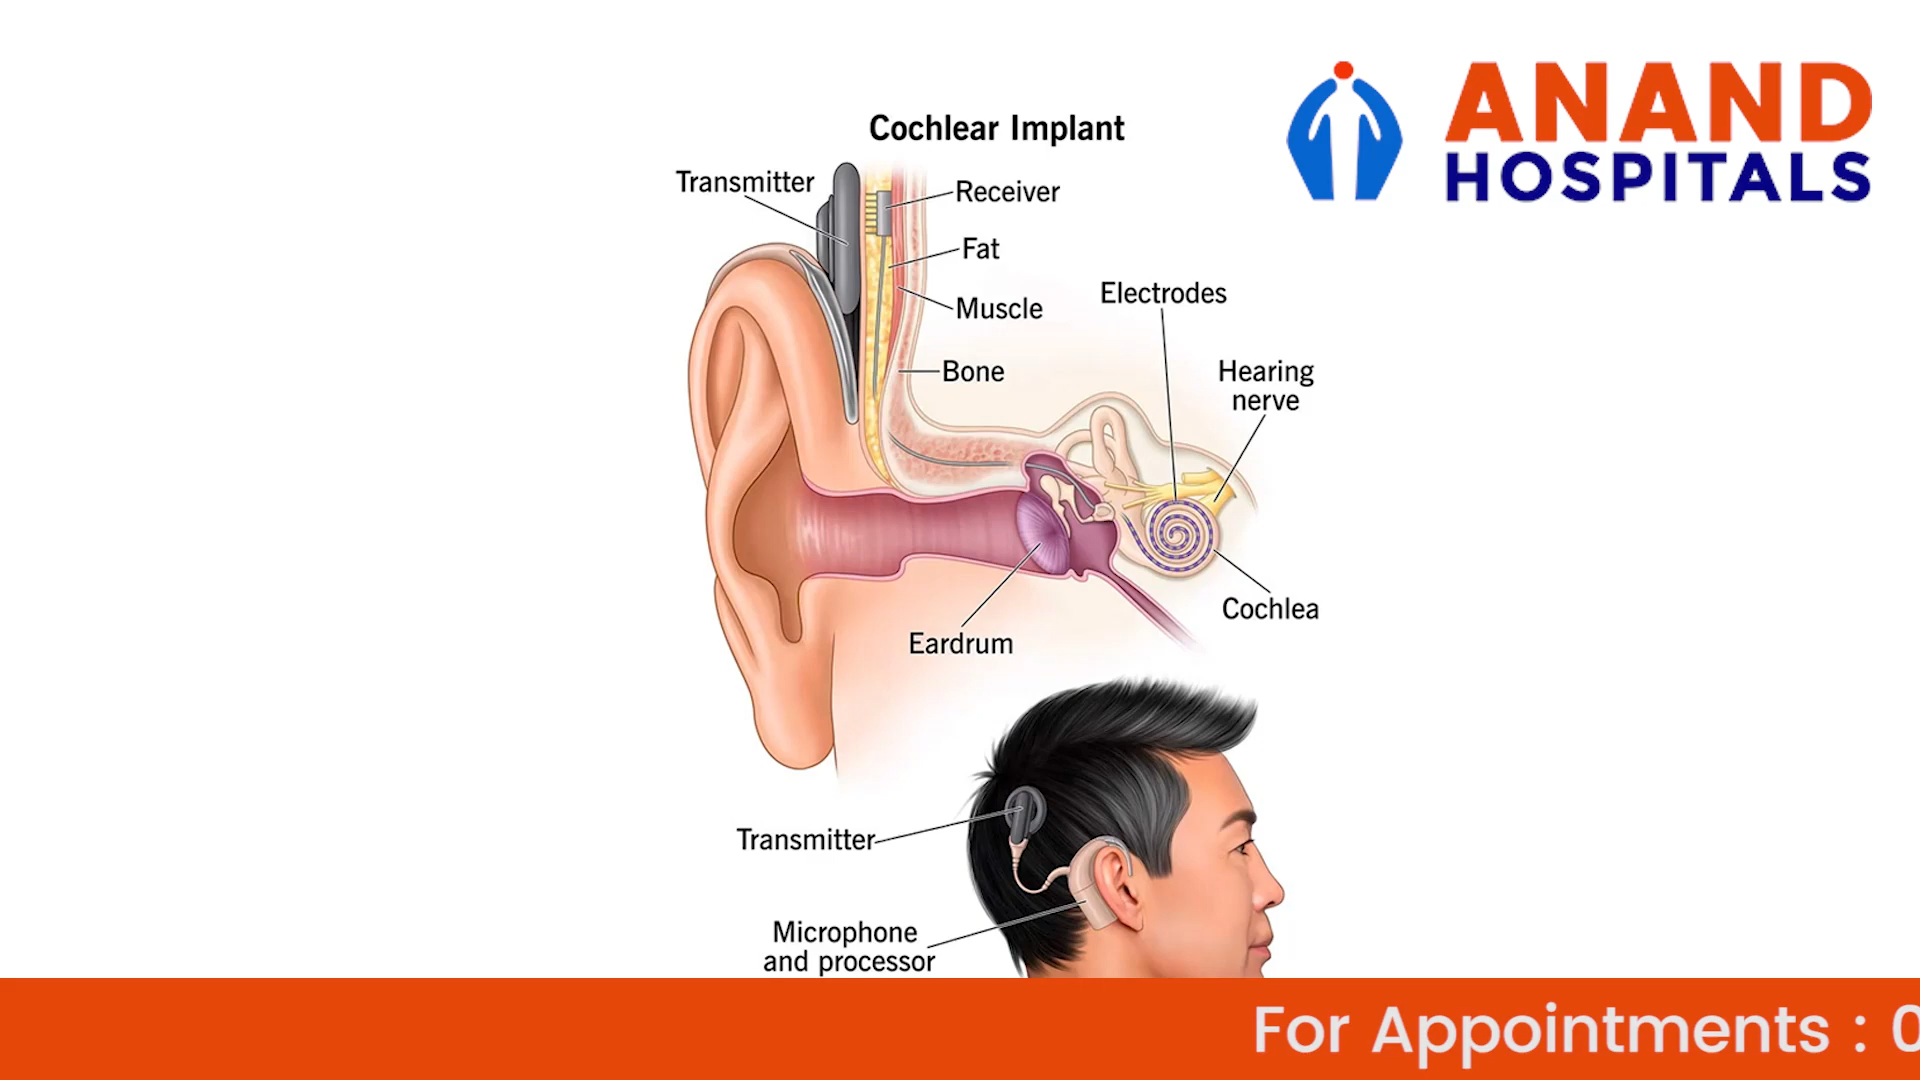 ANAND
HOSPITALS
Cochlear Implant
Transmitter
Receiver
Fat
Muscle
Bone
Electrodes
Hearing
nerve
Cochlea
Eardrum
Transmitter
Microphone
and processor
For Appointments : 0